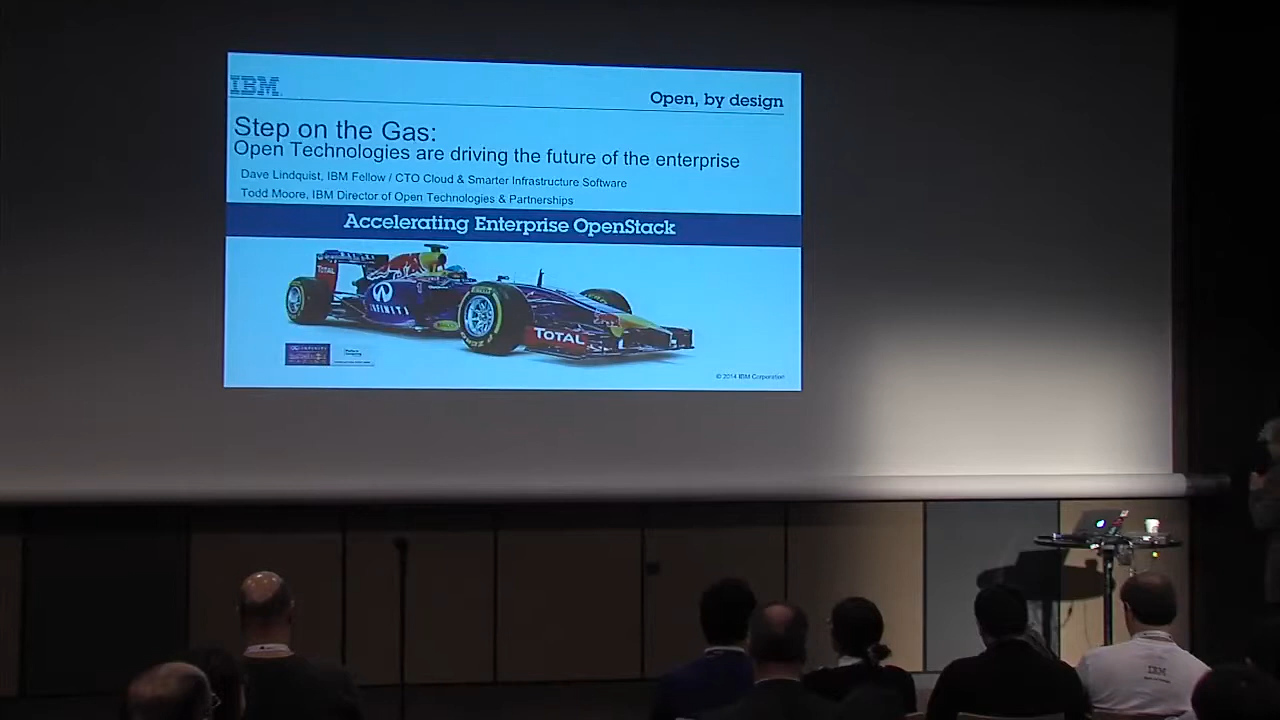 IBM
Open, by design
Step on the Gas:
Open Technologies are driving the future of the enterprise
Dave Lindquist, IBM Fellow / CTO Cloud & Smarter Infrastructure Software
Todd Moore, IBM Director of Open Technologies & Partnerships
Accelerating Enterprise OpenStack
TOTAL
INFINITI
TOTAL
© 2014 IBM Corporation
IBM